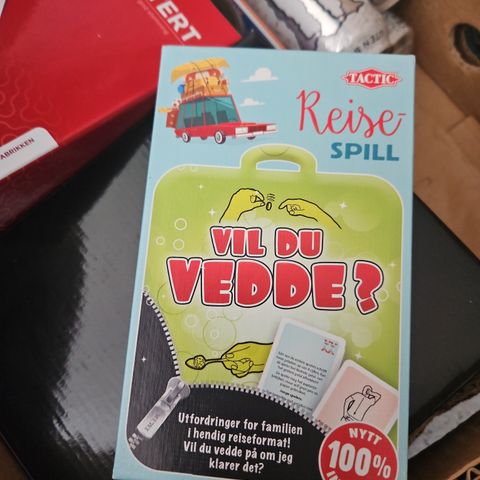 ERT
ABRIKKEN
TACTIC
Reise-
SPILL
VIL DU
VEDDE?
Utfordringer for familien
i hendig reiseformat!
Vil du vedde på om jeg
klarer det?
NYTT
100%